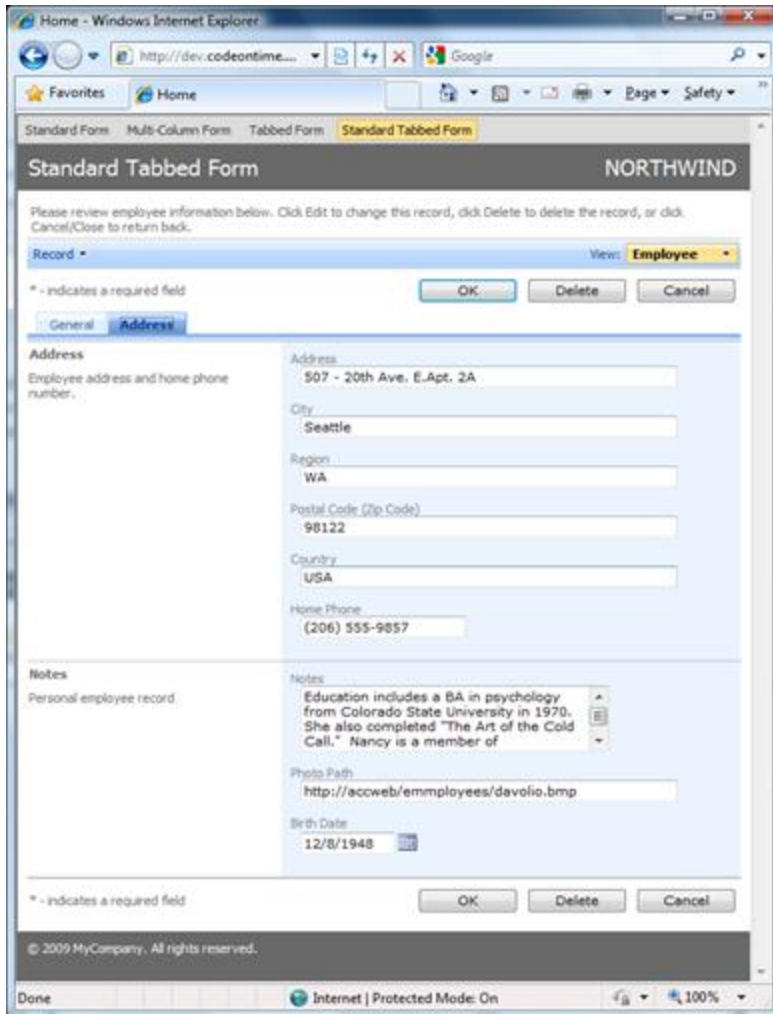 Home - Windows Internet Explorer
http://dev.codeontime....
Google
Favorites Home Page Safety
Standard Form Multi-Column Form Tabbed Form Standard Tabbed Form
Standard Tabbed Form NORTHWIND
Please review employee information below. Click Edit to change this record, click Delete to delete the record, or click
Cancel/Close to return back.
Record View: Employee
* - indicates a required field OK Delete Cancel
General Address
Address
Employee address and home phone
number.
Address
507 - 20th Ave. E.Apt. 2A
City
Seattle
Region
WA
Postal Code (Zip Code)
98122
Country
USA
Home Phone
(206) 555-9857
Notes
Personal employee record
Notes
Education includes a BA in psychology
from Colorado State University in 1970.
She also completed "The Art of the Cold
Call." Nancy is a member of
Photo Path
http://accweb/emmployees/davolio.bmp
Birth Date
12/8/1948
* - indicates a required field OK Delete Cancel
© 2009 MyCompany. All rights reserved.
Done Internet | Protected Mode: On 100%